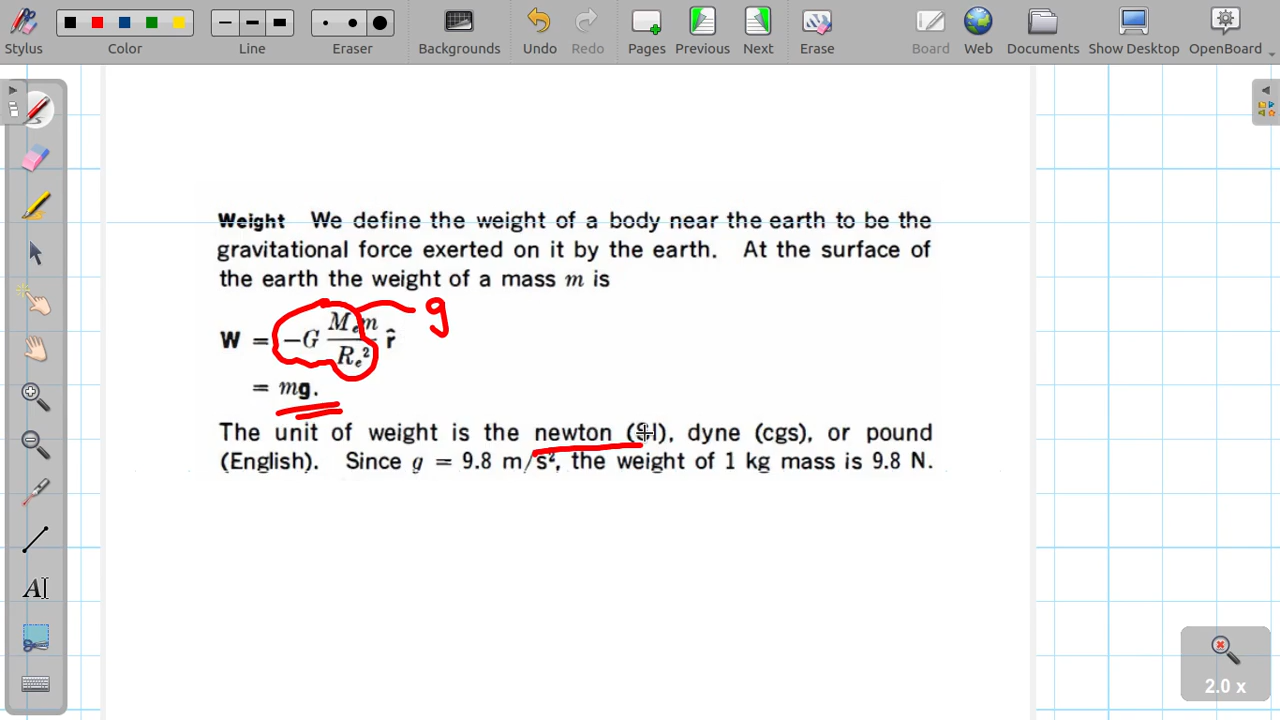 Stylus Color Line Eraser Backgrounds Undo Redo Pages Previous Next Erase Board Web Documents Show Desktop OpenBoard
Weight We define the weight of a body near the earth to be the
gravitational force exerted on it by the earth. At the surface of
the earth the weight of a mass m is
g
W = −G Mₑm / Rₑ² r̂
= mg.
The unit of weight is the newton (SI), dyne (cgs), or pound
(English). Since g = 9.8 m/s², the weight of 1 kg mass is 9.8 N.
2.0 x